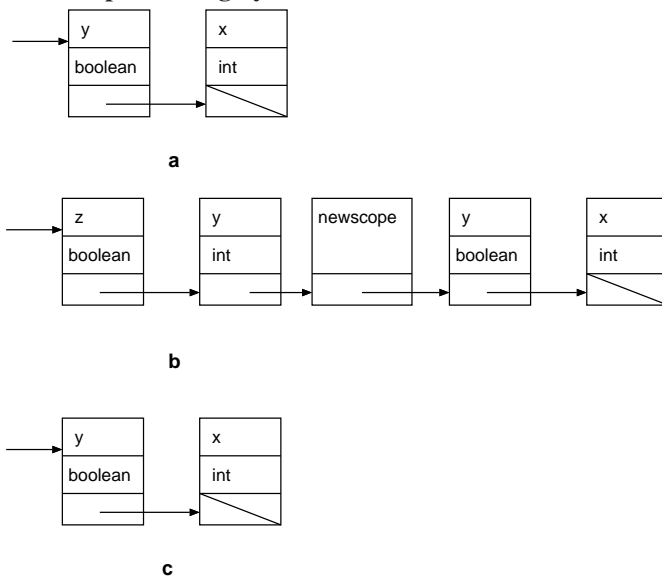 y x
boolean int
a
z y newscope y x
boolean int boolean int
b
y x
boolean int
c